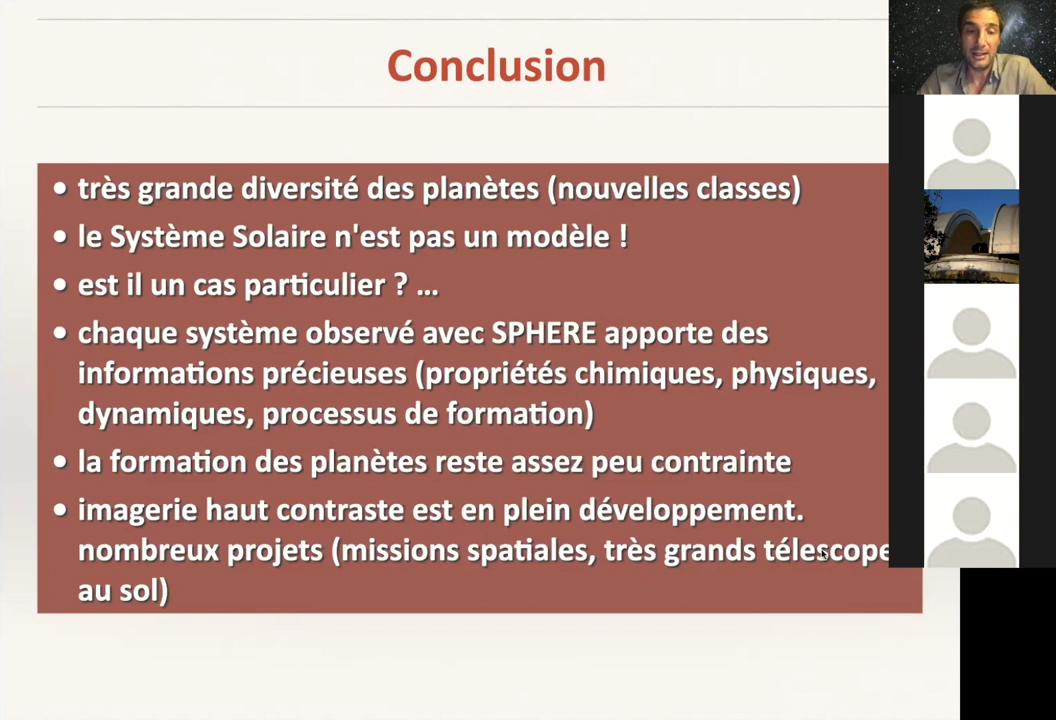 Conclusion
• très grande diversité des planètes (nouvelles classes)
• le Système Solaire n'est pas un modèle !
• est il un cas particulier ? ...
• chaque système observé avec SPHERE apporte des
informations précieuses (propriétés chimiques, physiques,
dynamiques, processus de formation)
• la formation des planètes reste assez peu contrainte
• imagerie haut contraste est en plein développement.
nombreux projets (missions spatiales, très grands télescope
au sol)